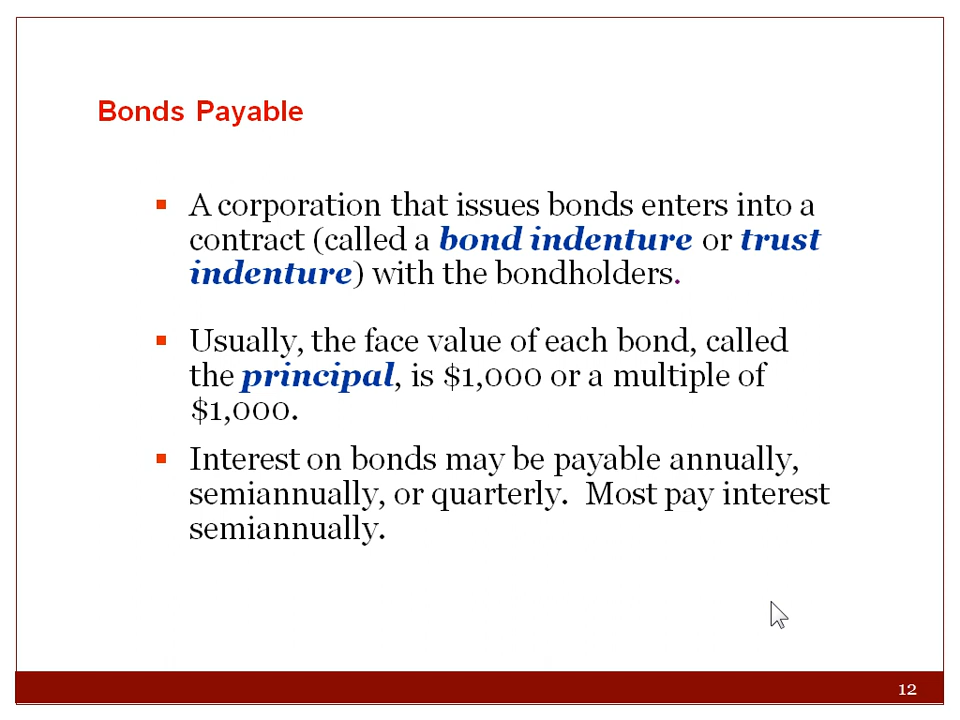 Bonds Payable
A corporation that issues bonds enters into a
contract (called a bond indenture or trust
indenture) with the bondholders.
Usually, the face value of each bond, called
the principal, is $1,000 or a multiple of
$1,000.
Interest on bonds may be payable annually,
semiannually, or quarterly.  Most pay interest
semiannually.
12